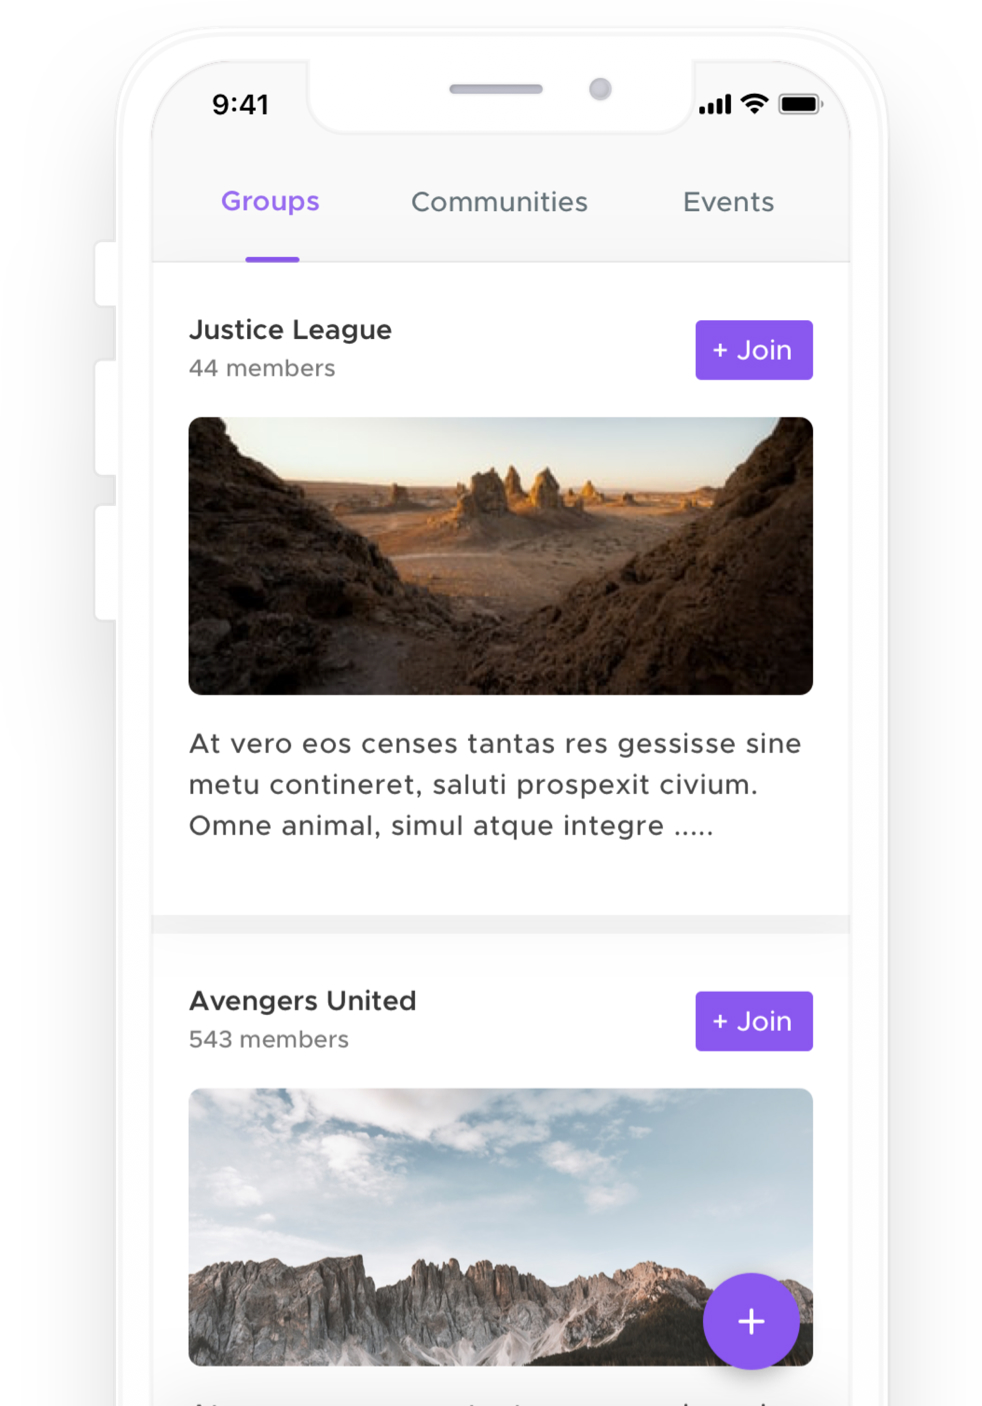 9:41
Groups Communities Events
Justice League
44 members
+ Join
At vero eos censes tantas res gessisse sine
metu contineret, saluti prospexit civium.
Omne animal, simul atque integre .....
Avengers United
543 members
+ Join
+